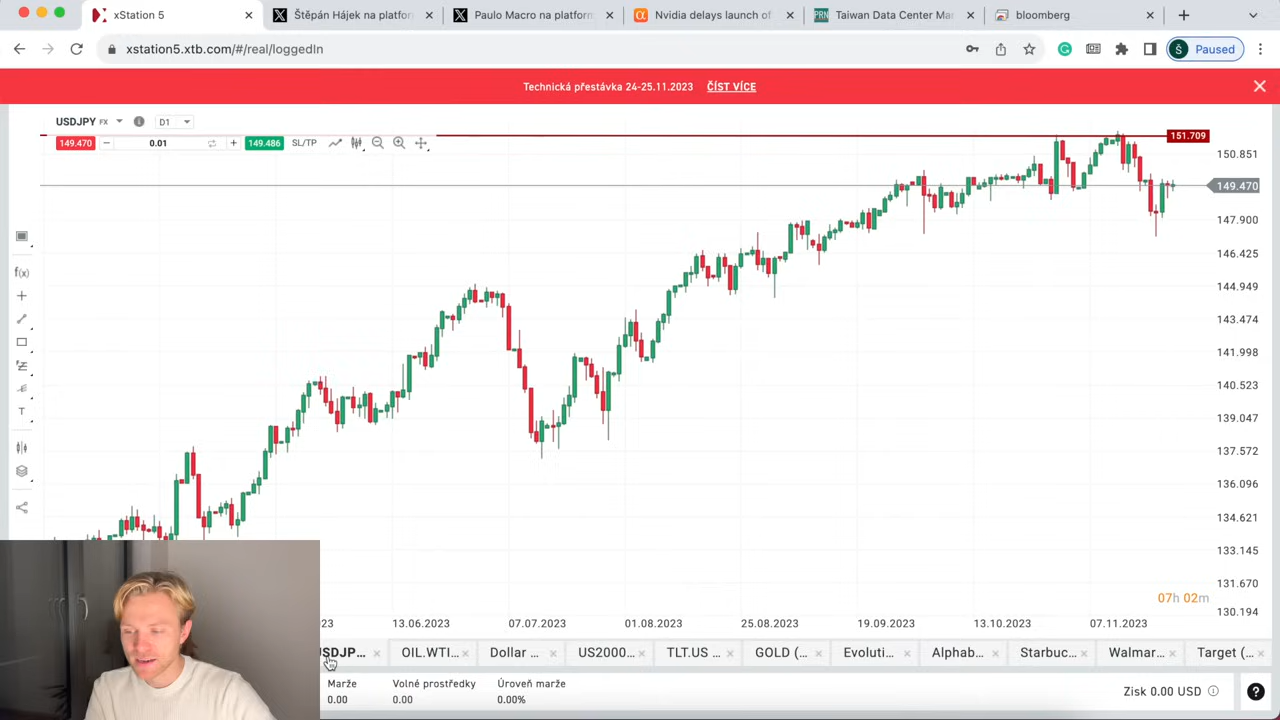 xStation 5
Štěpán Hájek na platforn
Paulo Macro na platform
Nvidia delays launch of
Taiwan Data Center Mar
bloomberg
xstation5.xtb.com/#/real/loggedIn
Š Paused
Technická přestávka 24-25.11.2023 ČÍST VÍCE
USDJPY FX D1
149.470 0.01 149.486 SL/TP
151.709
150.851
149.470
147.900
146.425
144.949
143.474
141.998
140.523
139.047
137.572
136.096
134.621
133.145
131.670
130.194
f(x)
T
07h 02m
023 13.06.2023 07.07.2023 01.08.2023 25.08.2023 19.09.2023 13.10.2023 07.11.2023
USDJP... OIL.WTI... Dollar ... US2000... TLT.US ... GOLD (... Evoluti... Alphab... Starbuc... Walmar... Target (...
Marže Volné prostředky Úroveň marže
0.00 0.00 0.00%
Zisk 0.00 USD